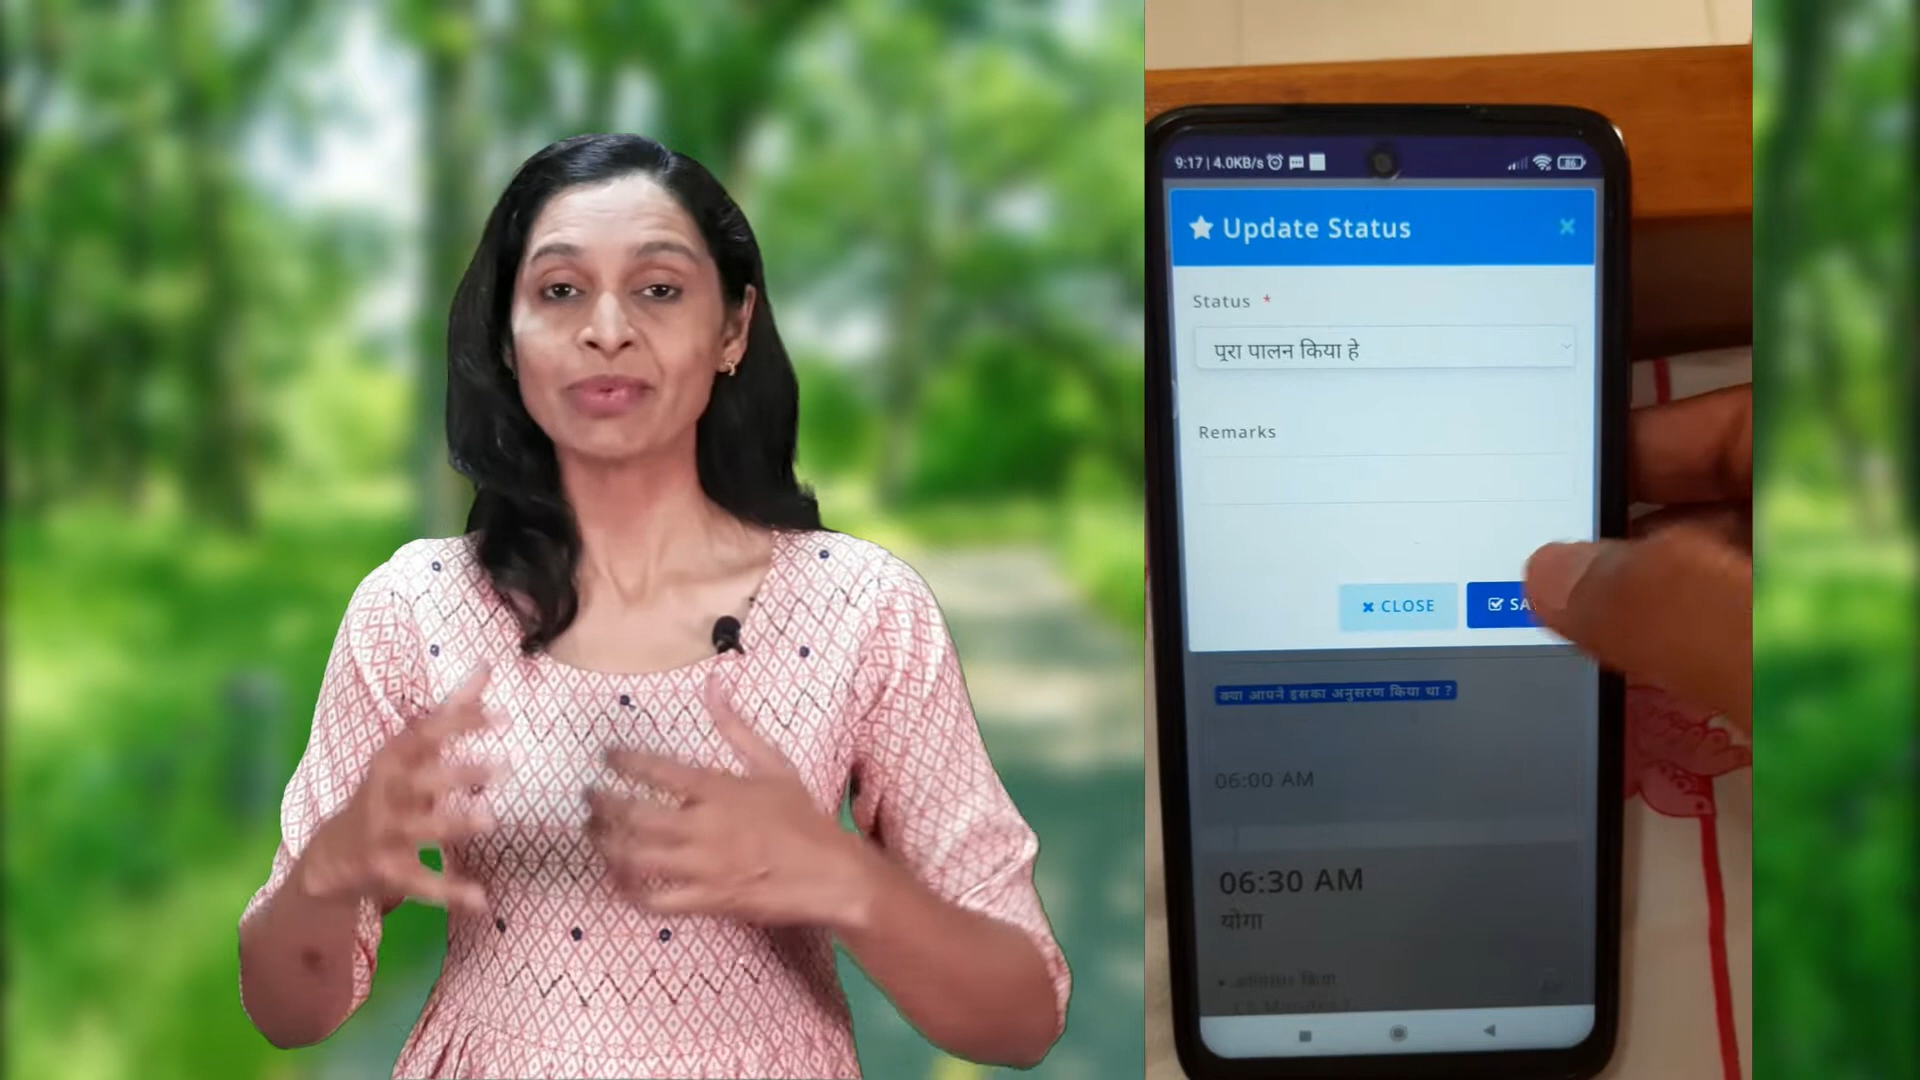 9:17 | 4.0KB/s
86
Update Status
Status *
पूरा पालन किया हे
Remarks
CLOSE
क्या आपने इसका अनुसरण किया था ?
06:00 AM
06:30 AM
योगा